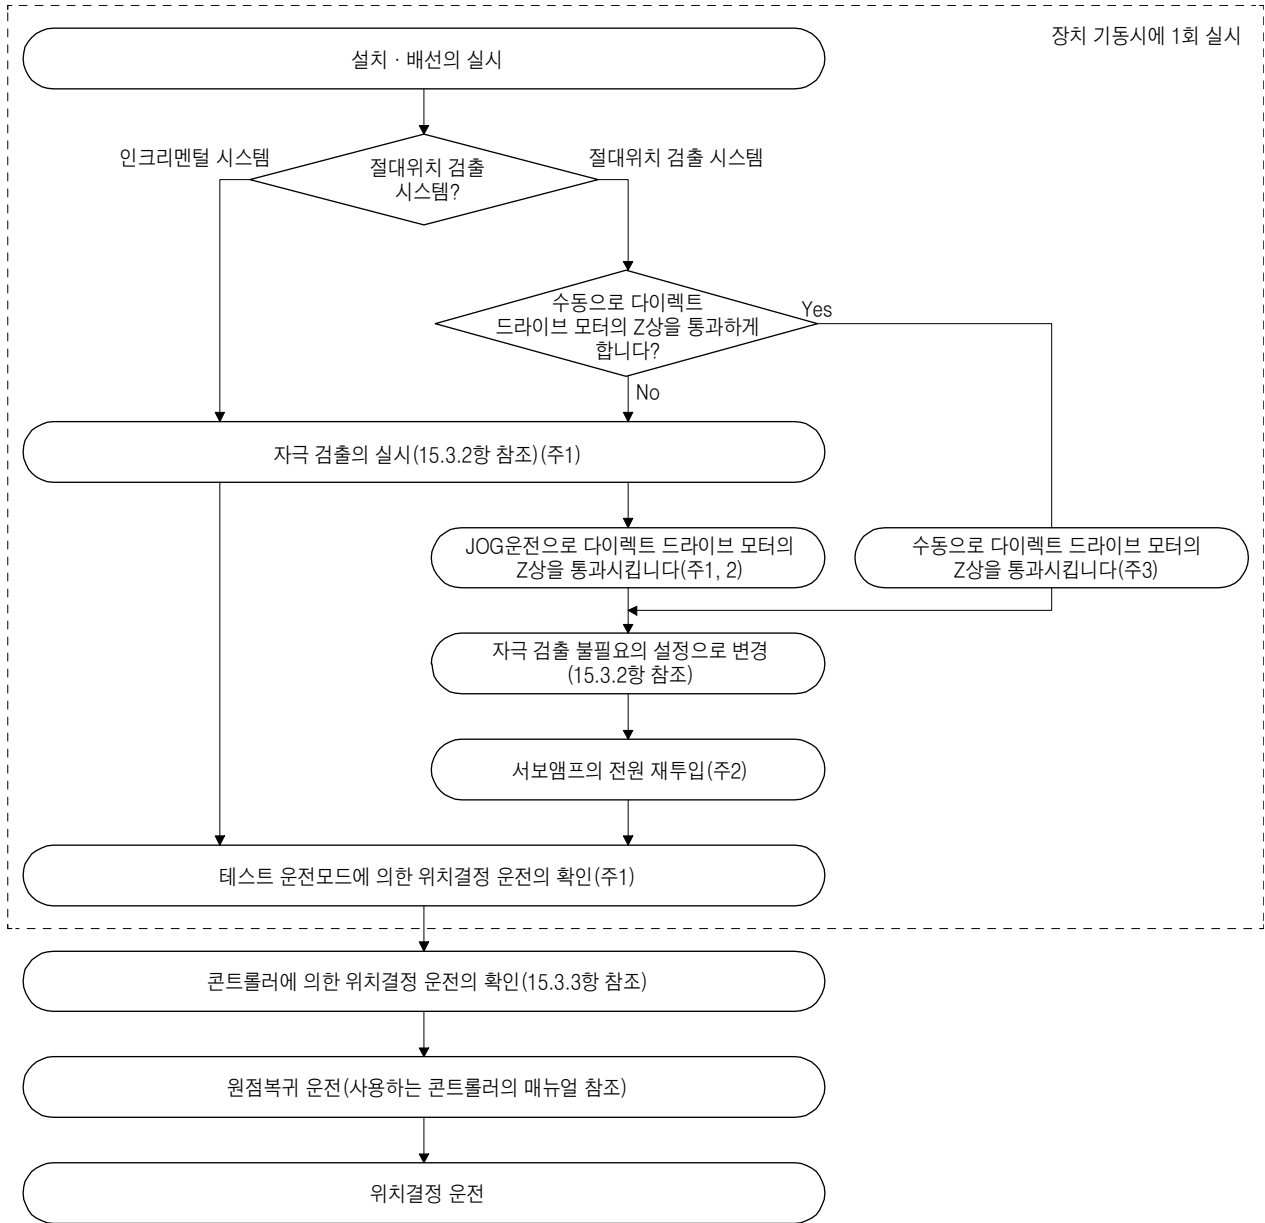 장치 기동시에 1회 실시
설치 · 배선의 실시
인크리멘털 시스템
절대위치 검출 시스템
절대위치 검출
시스템?
수동으로 다이렉트
드라이브 모터의 Z상을 통과하게
합니다?
Yes
No
자극 검출의 실시(15.3.2항 참조)(주1)
JOG운전으로 다이렉트 드라이브 모터의
Z상을 통과시킵니다(주1, 2)
수동으로 다이렉트 드라이브 모터의
Z상을 통과시킵니다(주3)
자극 검출 불필요의 설정으로 변경
(15.3.2항 참조)
서보앰프의 전원 재투입(주2)
테스트 운전모드에 의한 위치결정 운전의 확인(주1)
콘트롤러에 의한 위치결정 운전의 확인(15.3.3항 참조)
원점복귀 운전(사용하는 콘트롤러의 매뉴얼 참조)
위치결정 운전